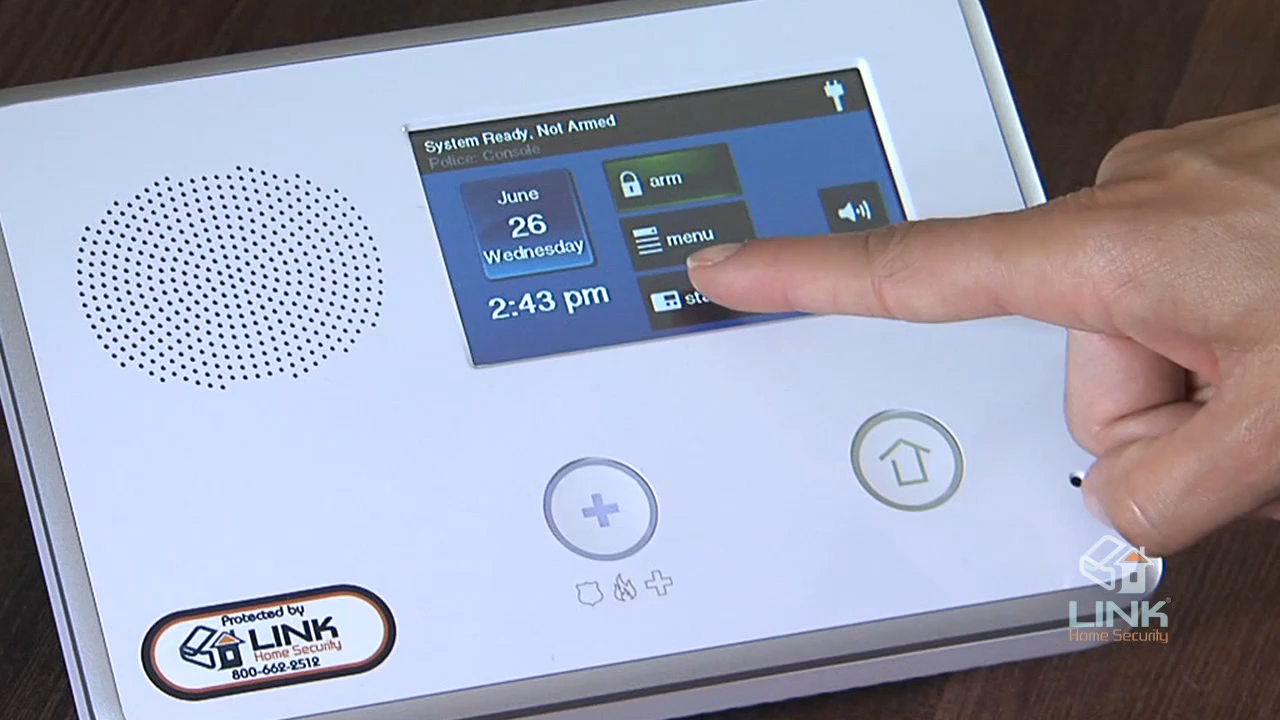 System Ready, Not Armed
Police: Console
June
26
Wednesday
2:43 pm
arm
menu
Protected by
LINK
Home Security
800-662-2512
LINK
Home Security